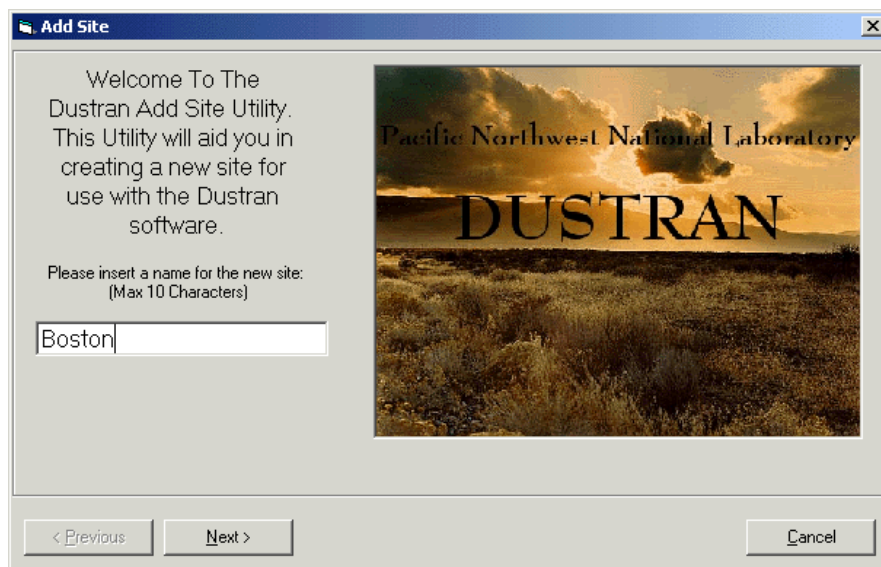 Add Site
Welcome To The
Dustran Add Site Utility.
This Utility will aid you in
creating a new site for
use with the Dustran
software.
Please insert a name for the new site:
(Max 10 Characters)
Boston
Pacific Northwest National Laboratory
DUSTRAN
< Previous
Next >
Cancel